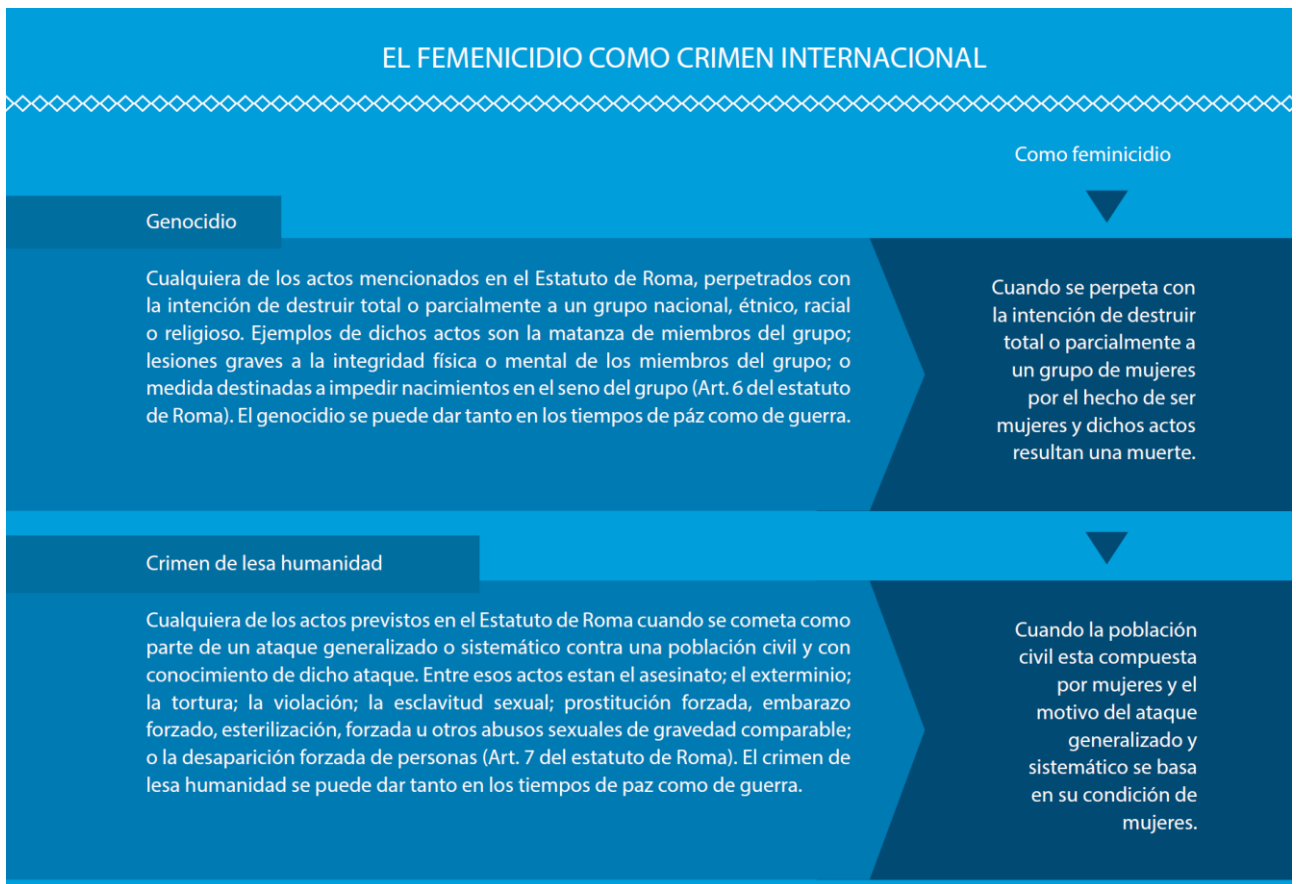 EL FEMENICIDIO COMO CRIMEN INTERNACIONAL
Como feminicidio
Genocidio
Cualquiera de los actos mencionados en el Estatuto de Roma, perpetrados con
la intención de destruir total o parcialmente a un grupo nacional, étnico, racial
o religioso. Ejemplos de dichos actos son la matanza de miembros del grupo;
lesiones graves a la integridad física o mental de los miembros del grupo; o
medida destinadas a impedir nacimientos en el seno del grupo (Art. 6 del estatuto
de Roma). El genocidio se puede dar tanto en los tiempos de páz como de guerra.
Cuando se perpeta con
la intención de destruir
total o parcialmente a
un grupo de mujeres
por el hecho de ser
mujeres y dichos actos
resultan una muerte.
Crimen de lesa humanidad
Cualquiera de los actos previstos en el Estatuto de Roma cuando se cometa como
parte de un ataque generalizado o sistemático contra una población civil y con
conocimiento de dicho ataque. Entre esos actos estan el asesinato; el exterminio;
la tortura; la violación; la esclavitud sexual; prostitución forzada, embarazo
forzado, esterilización, forzada u otros abusos sexuales de gravedad comparable;
o la desaparición forzada de personas (Art. 7 del estatuto de Roma). El crimen de
lesa humanidad se puede dar tanto en los tiempos de paz como de guerra.
Cuando la población
civil esta compuesta
por mujeres y el
motivo del ataque
generalizado y
sistemático se basa
en su condición de
mujeres.